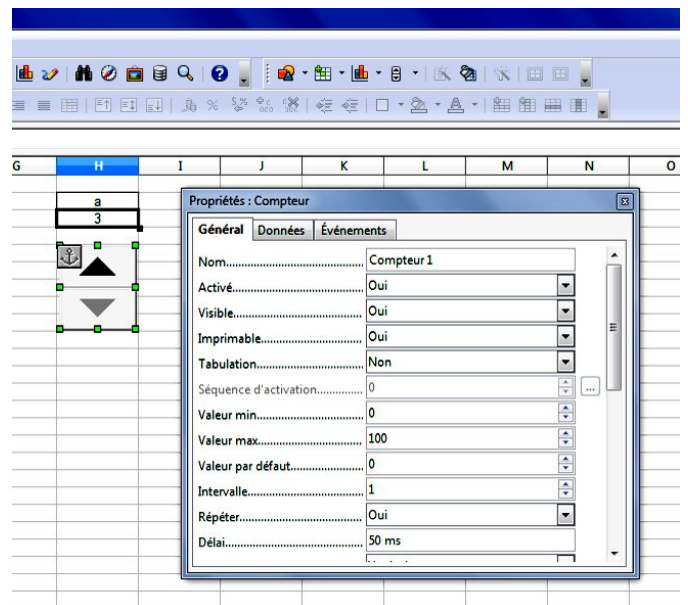 G H I J K L M N O
a
3
Propriétés : Compteur
Général Données Événements
Nom Compteur 1
Activé Oui
Visible Oui
Imprimable Oui
Tabulation Non
Séquence d'activation 0 ...
Valeur min 0
Valeur max 100
Valeur par défaut 0
Intervalle 1
Répéter Oui
Délai 50 ms